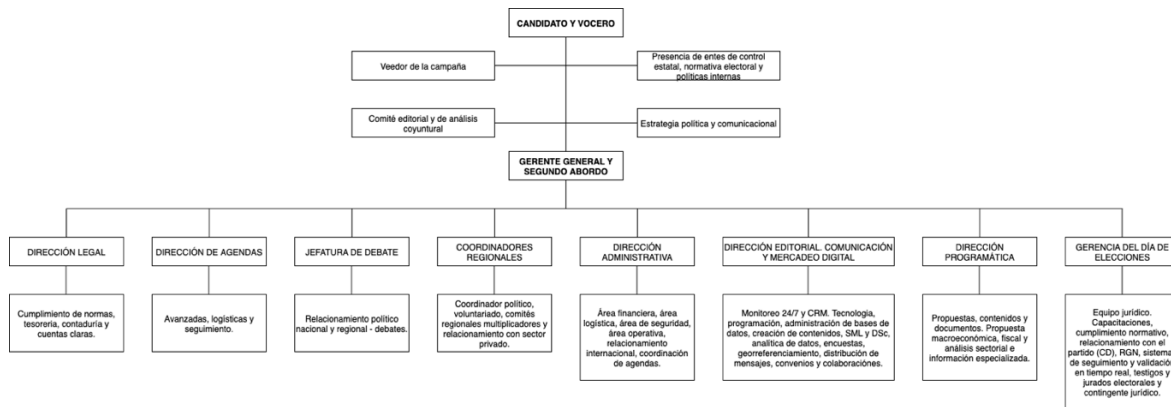 CANDIDATO Y VOCERO
Veedor de la campaña
Presencia de entes de control
estatal, normativa electoral y
políticas internas
Comité editorial y de análisis
coyuntural
Estrategia política y comunicacional
GERENTE GENERAL Y
SEGUNDO ABORDO
DIRECCIÓN LEGAL
DIRECCIÓN DE AGENDAS
JEFATURA DE DEBATE
COORDINADORES
REGIONALES
DIRECCIÓN
ADMINISTRATIVA
DIRECCIÓN EDITORIAL. COMUNICACIÓN
Y MERCADEO DIGITAL
DIRECCIÓN
PROGRAMÁTICA
GERENCIA DEL DÍA DE
ELECCIONES
Cumplimiento de normas,
tesorería, contaduría y
cuentas claras.
Avanzadas, logísticas y
seguimiento.
Relacionamiento político
nacional y regional - debates.
Coordinador político,
voluntariado, comités
regionales multiplicadores y
relacionamiento con sector
privado.
Área financiera, área
logística, área de seguridad,
área operativa,
relacionamiento
internacional, coordinación
de agendas.
Monitoreo 24/7 y CRM. Tecnologia,
programación, administración de bases de
datos, creación de contenidos, SML y DSc,
analítica de datos, encuestas,
georreferenciamiento, distribución de
mensajes, convenios y colaboraciónes.
Propuestas, contenidos y
documentos. Propuesta
macroeconómica, fiscal y
análisis sectorial e
información especializada.
Equipo jurídico.
Capacitaciones,
cumplimiento normativo,
relacionamiento con el
partido (CD), RGN, sistema
de seguimiento y validación
en tiempo real, testigos y
jurados electorales y
contingente jurídico.